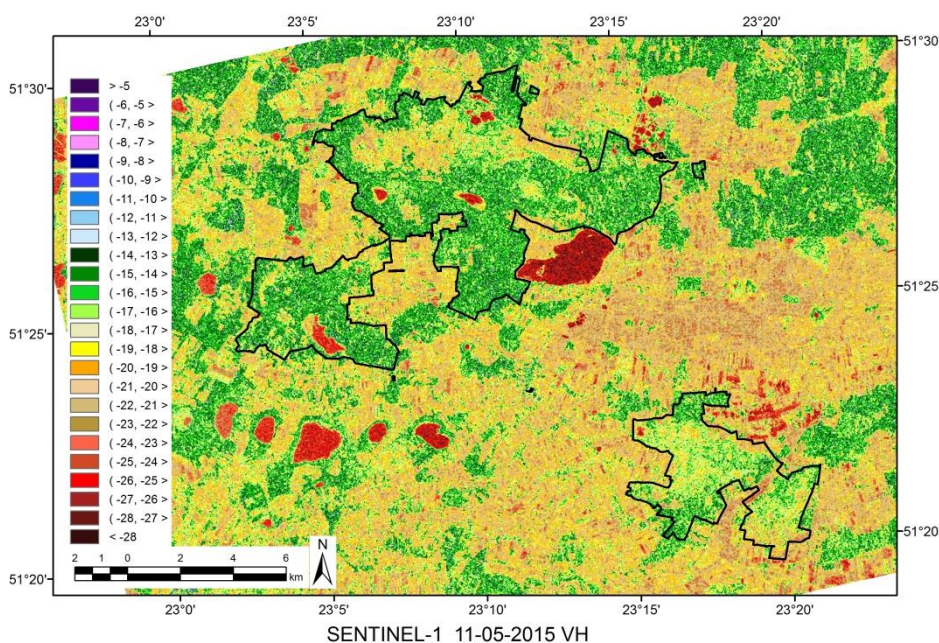 23°0' 23°5' 23°10' 23°15' 23°20'
51°30'
51°30'
> -5
( -6, -5 >
( -7, -6 >
( -8, -7 >
( -9, -8 >
( -10, -9 >
( -11, -10 >
( -12, -11 >
( -13, -12 >
( -14, -13 >
( -15, -14 >
( -16, -15 >
( -17, -16 >
( -18, -17 >
( -19, -18 >
( -20, -19 >
( -21, -20 >
( -22, -21 >
( -23, -22 >
( -24, -23 >
( -25, -24 >
( -26, -25 >
( -27, -26 >
( -28, -27 >
< -28
51°25'
51°25'
51°20'
51°20'
2 1 0 2 4 6
km
N
23°0' 23°5' 23°10' 23°15' 23°20'
SENTINEL-1 11-05-2015 VH